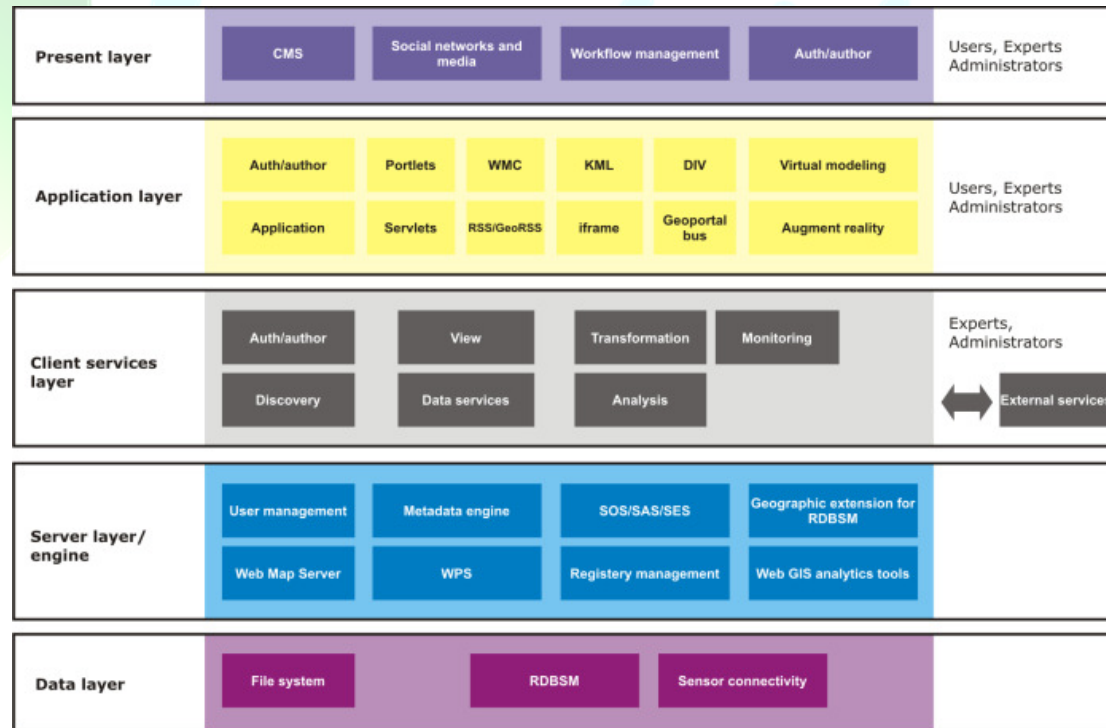 Present layer
CMS
Social networks and
media
Workflow management
Auth/author
Users, Experts
Administrators
Application layer
Auth/author
Portlets
WMC
KML
DIV
Virtual modeling
Application
Servlets
RSS/GeoRSS
iframe
Geoportal
bus
Augment reality
Users, Experts
Administrators
Client services
layer
Auth/author
View
Transformation
Monitoring
Discovery
Data services
Analysis
Experts,
Administrators
External services
Server layer/
engine
User management
Metadata engine
SOS/SAS/SES
Geographic extension for
RDBSM
Web Map Server
WPS
Registery management
Web GIS analytics tools
Data layer
File system
RDBSM
Sensor connectivity